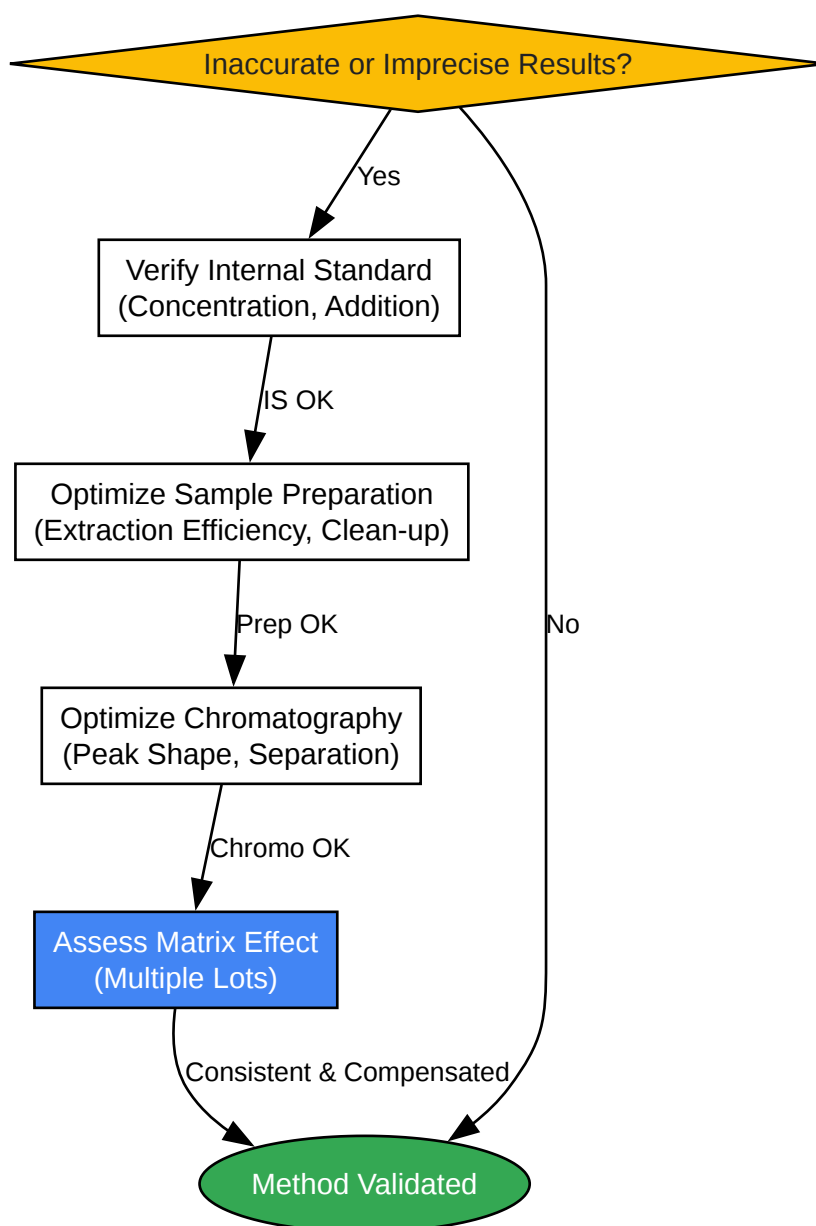 Inaccurate or Imprecise Results?
Yes
Verify Internal Standard
(Concentration, Addition)
IS OK
Optimize Sample Preparation
(Extraction Efficiency, Clean-up)
Prep OK
No
Optimize Chromatography
(Peak Shape, Separation)
Chromo OK
Assess Matrix Effect
(Multiple Lots)
Consistent & Compensated
Method Validated